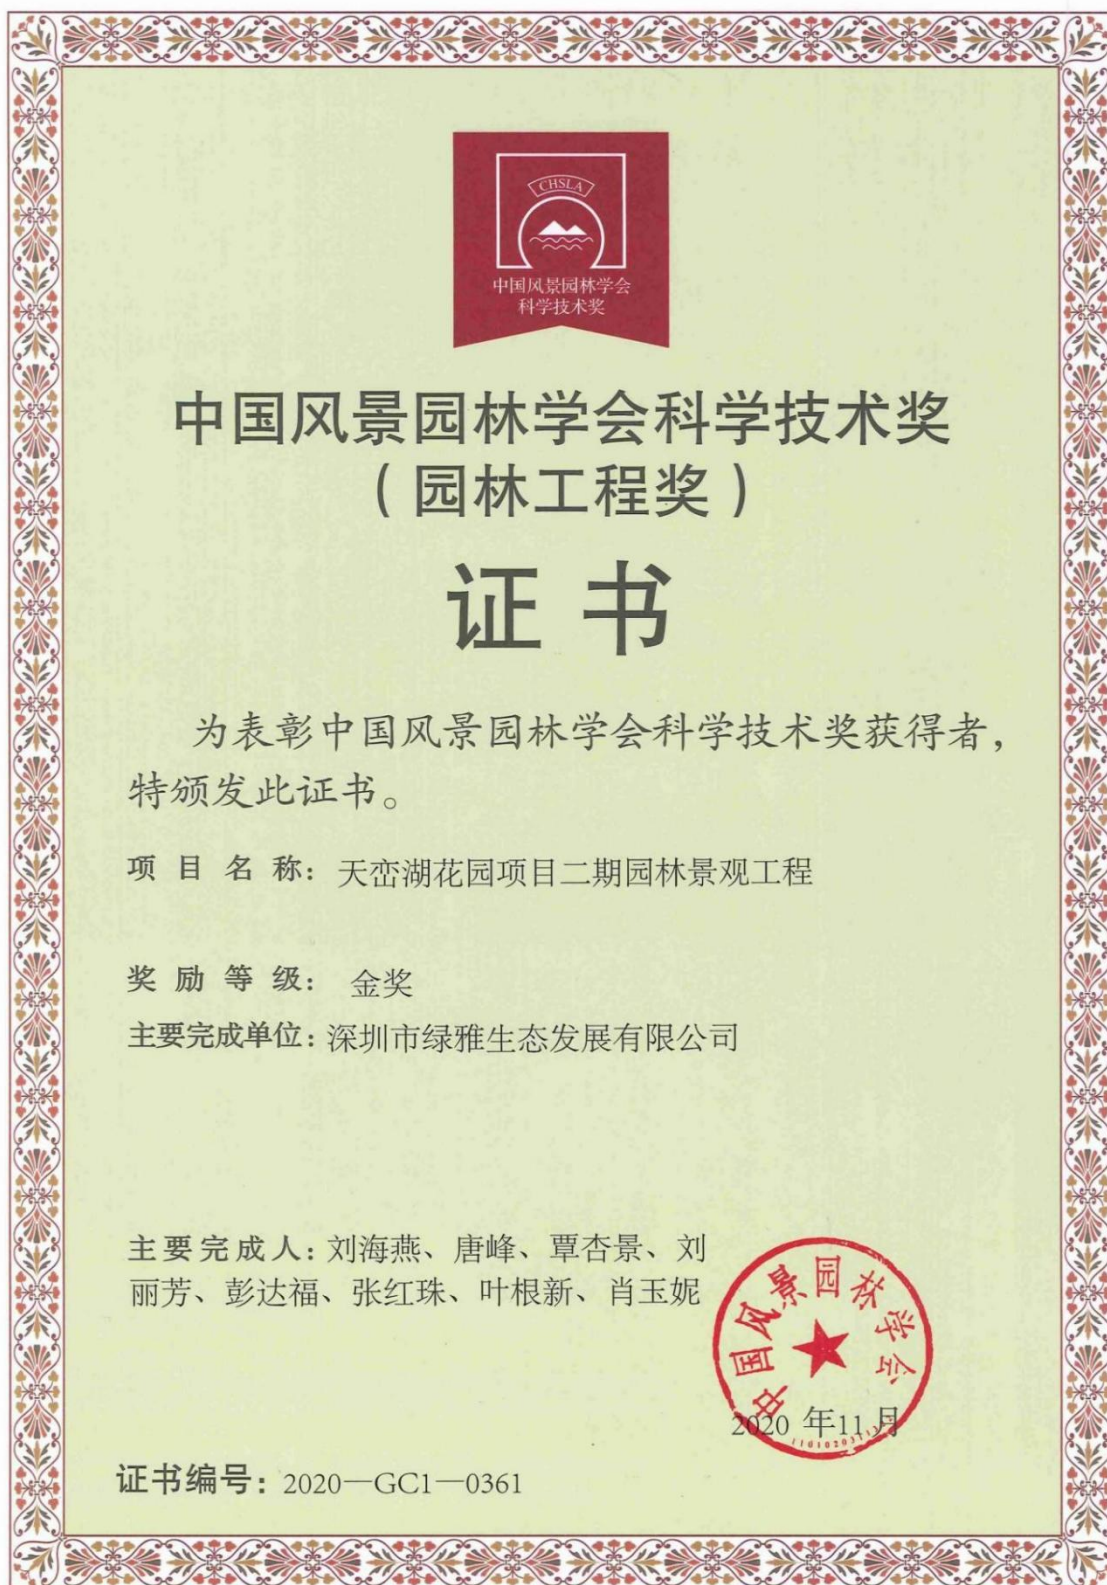 CHSLA
中国风景园林学会
科学技术奖
中国风景园林学会科学技术奖
（园林工程奖）
证书
为表彰中国风景园林学会科学技术奖获得者，
特颁发此证书。
项目名称：天峦湖花园项目二期园林景观工程
奖励等级：金奖
主要完成单位：深圳市绿雅生态发展有限公司
主要完成人：刘海燕、唐峰、覃杏景、刘
丽芳、彭达福、张红珠、叶根新、肖玉妮
中国风景园林学会
2020 年11月
证书编号：2020—GC1—0361